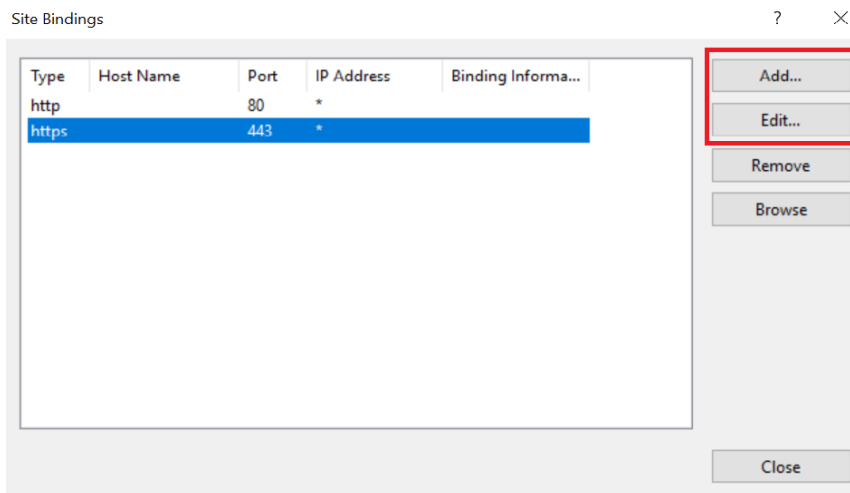 Site Bindings ?
Type Host Name Port IP Address Binding Informa...
http 80 *
https 443 *
Add...
Edit...
Remove
Browse
Close